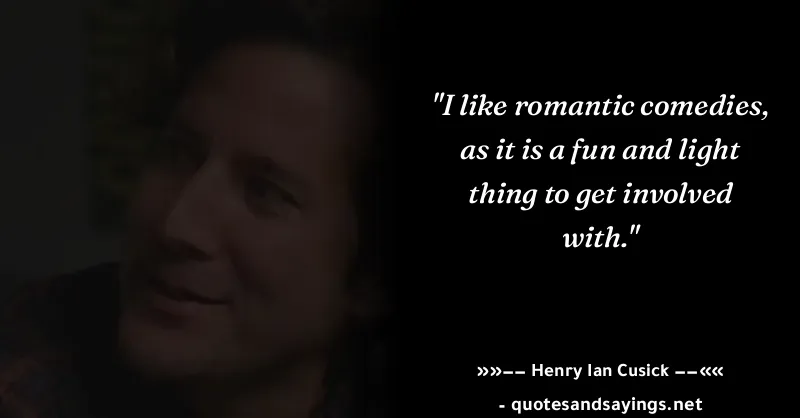 "I like romantic comedies,
as it is a fun and light
thing to get involved
with."
»»−− Henry Ian Cusick −−««
- quotesandsayings.net